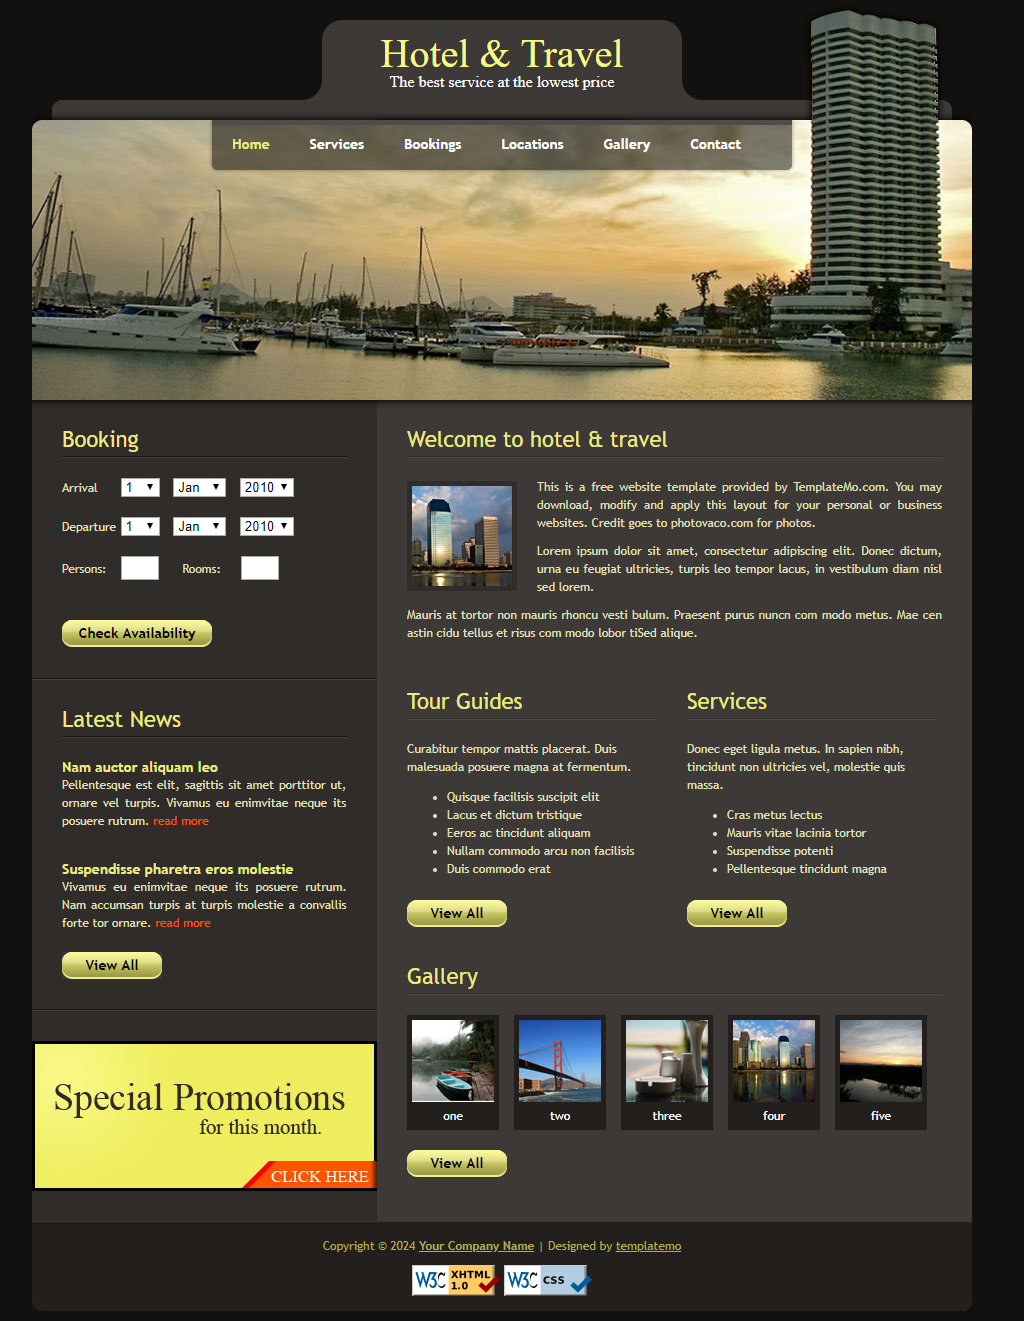 Hotel & Travel
The best service at the lowest price
Home Services Bookings Locations Gallery Contact
Booking
Arrival 1 Jan 2010
Departure 1 Jan 2010
Persons: Rooms:
Check Availability
Latest News
Nam auctor aliquam leo
Pellentesque est elit, sagittis sit amet porttitor ut,
ornare vel turpis. Vivamus eu enimvitae neque its
posuere rutrum. read more
Suspendisse pharetra eros molestie
Vivamus eu enimvitae neque its posuere rutrum.
Nam accumsan turpis at turpis molestie a convallis
forte tor ornare. read more
View All
Special Promotions
for this month.
CLICK HERE
Welcome to hotel & travel
This is a free website template provided by TemplateMo.com. You may
download, modify and apply this layout for your personal or business
websites. Credit goes to photovaco.com for photos.
Lorem ipsum dolor sit amet, consectetur adipiscing elit. Donec dictum,
urna eu feugiat ultricies, turpis leo tempor lacus, in vestibulum diam nisl
sed lorem.
Mauris at tortor non mauris rhoncu vesti bulum. Praesent purus nuncn com modo metus. Mae cen
astin cidu tellus et risus com modo lobor tiSed alique.
Tour Guides
Curabitur tempor mattis placerat. Duis
malesuada posuere magna at fermentum.
• Quisque facilisis suscipit elit
• Lacus et dictum tristique
• Eeros ac tincidunt aliquam
• Nullam commodo arcu non facilisis
• Duis commodo erat
View All
Services
Donec eget ligula metus. In sapien nibh,
tincidunt non ultricies vel, molestie quis
massa.
• Cras metus lectus
• Mauris vitae lacinia tortor
• Suspendisse potenti
• Pellentesque tincidunt magna
View All
Gallery
one two three four five
View All
Copyright © 2024 Your Company Name | Designed by templatemo
W3C XHTML 1.0 W3C css